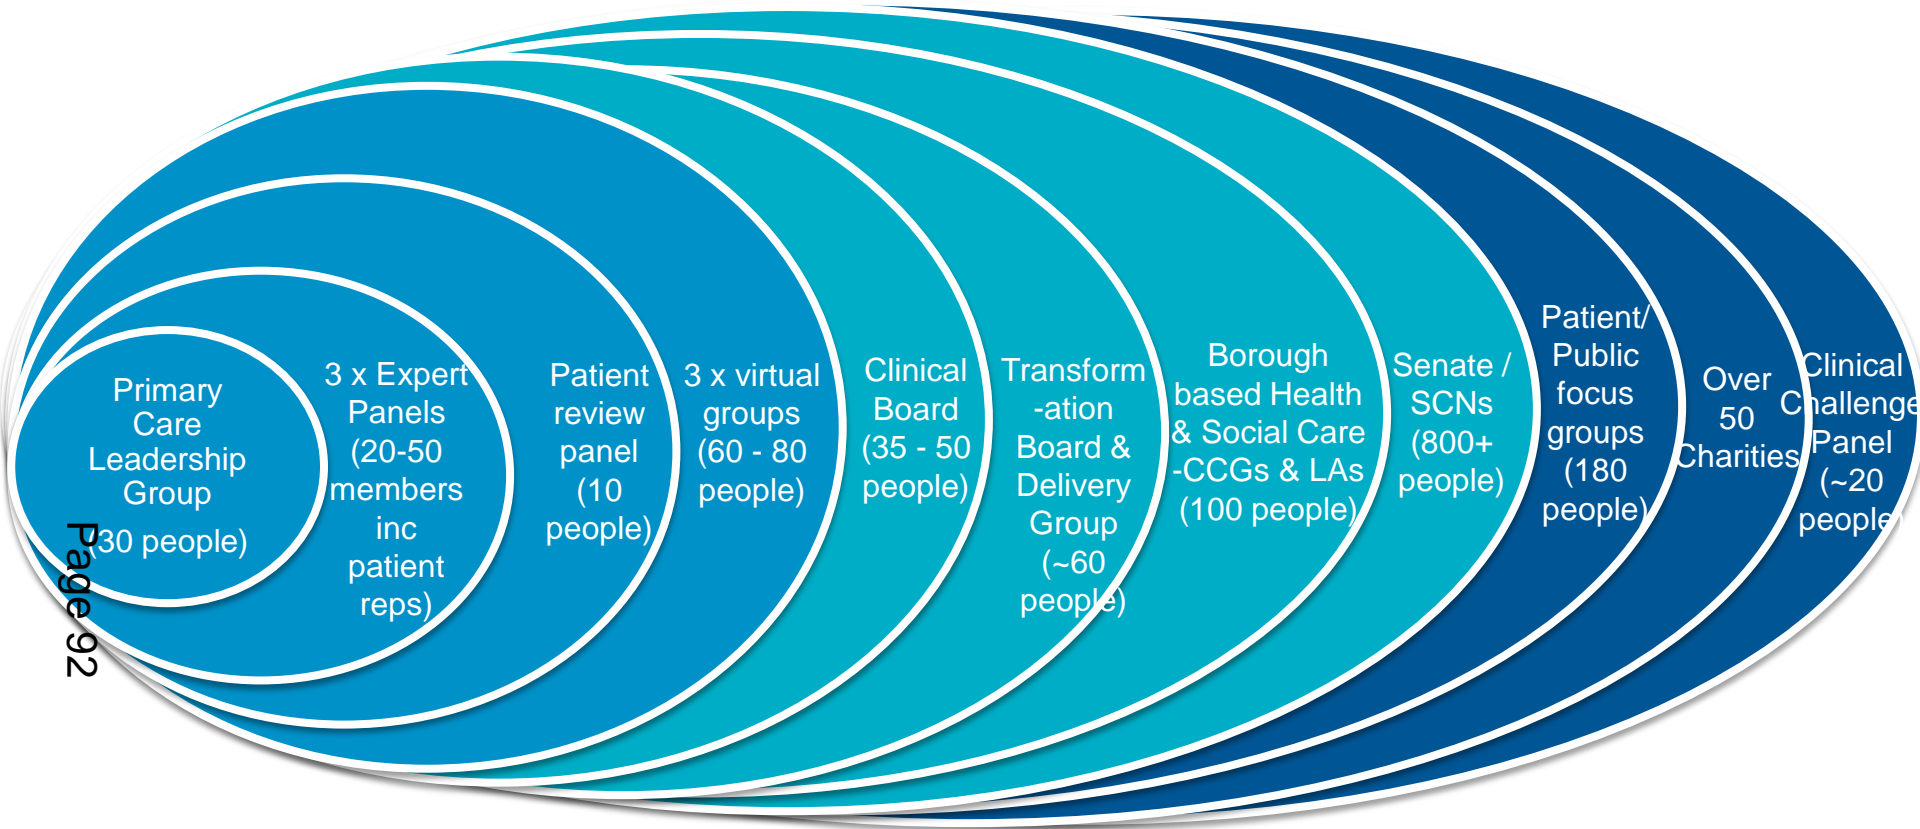 Primary
Care
Leadership
Group
(30 people)
3 x Expert
Panels
(20-50
members
inc
patient
reps)
Patient
review
panel
(10
people)
3 x virtual
groups
(60 - 80
people)
Clinical
Board
(35 - 50
people)
Transform
-ation
Board &
Delivery
Group
(~60
people)
Borough
based Health
& Social Care
-CCGs & LAs
(100 people)
Senate /
SCNs
(800+
people)
Patient/
Public
focus
groups
(180
people)
Over
50
Charities
Clinical
Challenge
Panel
(~20
people)
Page 92